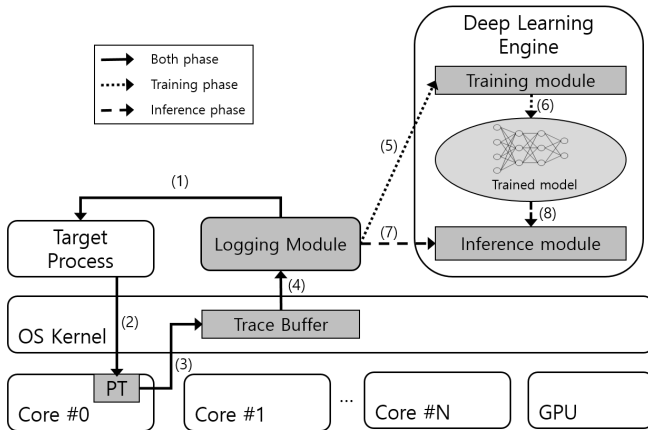 Both phase
Training phase
Inference phase
Deep Learning
Engine
Training module
(6)
(5)
Trained model
(1)
(8)
Target
Process
Logging Module
(7)
Inference module
(4)
(2)
Trace Buffer
OS Kernel
(3)
PT
Core #0
Core #1
...
Core #N
GPU